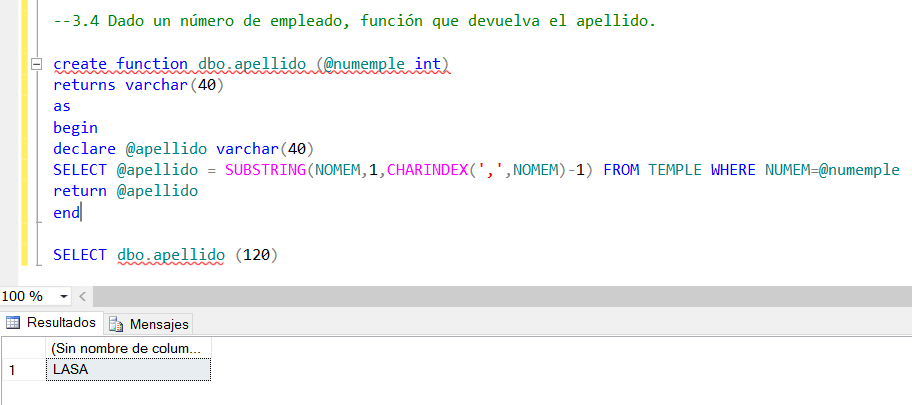 --3.4 Dado un número de empleado, función que devuelva el apellido.
create function dbo.apellido (@numemple int)
returns varchar(40)
as
begin
declare @apellido varchar(40)
SELECT @apellido = SUBSTRING(NOMEM,1,CHARINDEX(',',NOMEM)-1) FROM TEMPLE WHERE NUMEM=@numemple
return @apellido
end
SELECT dbo.apellido (120)
100 %
Resultados Mensajes
(Sin nombre de colum...
1 LASA